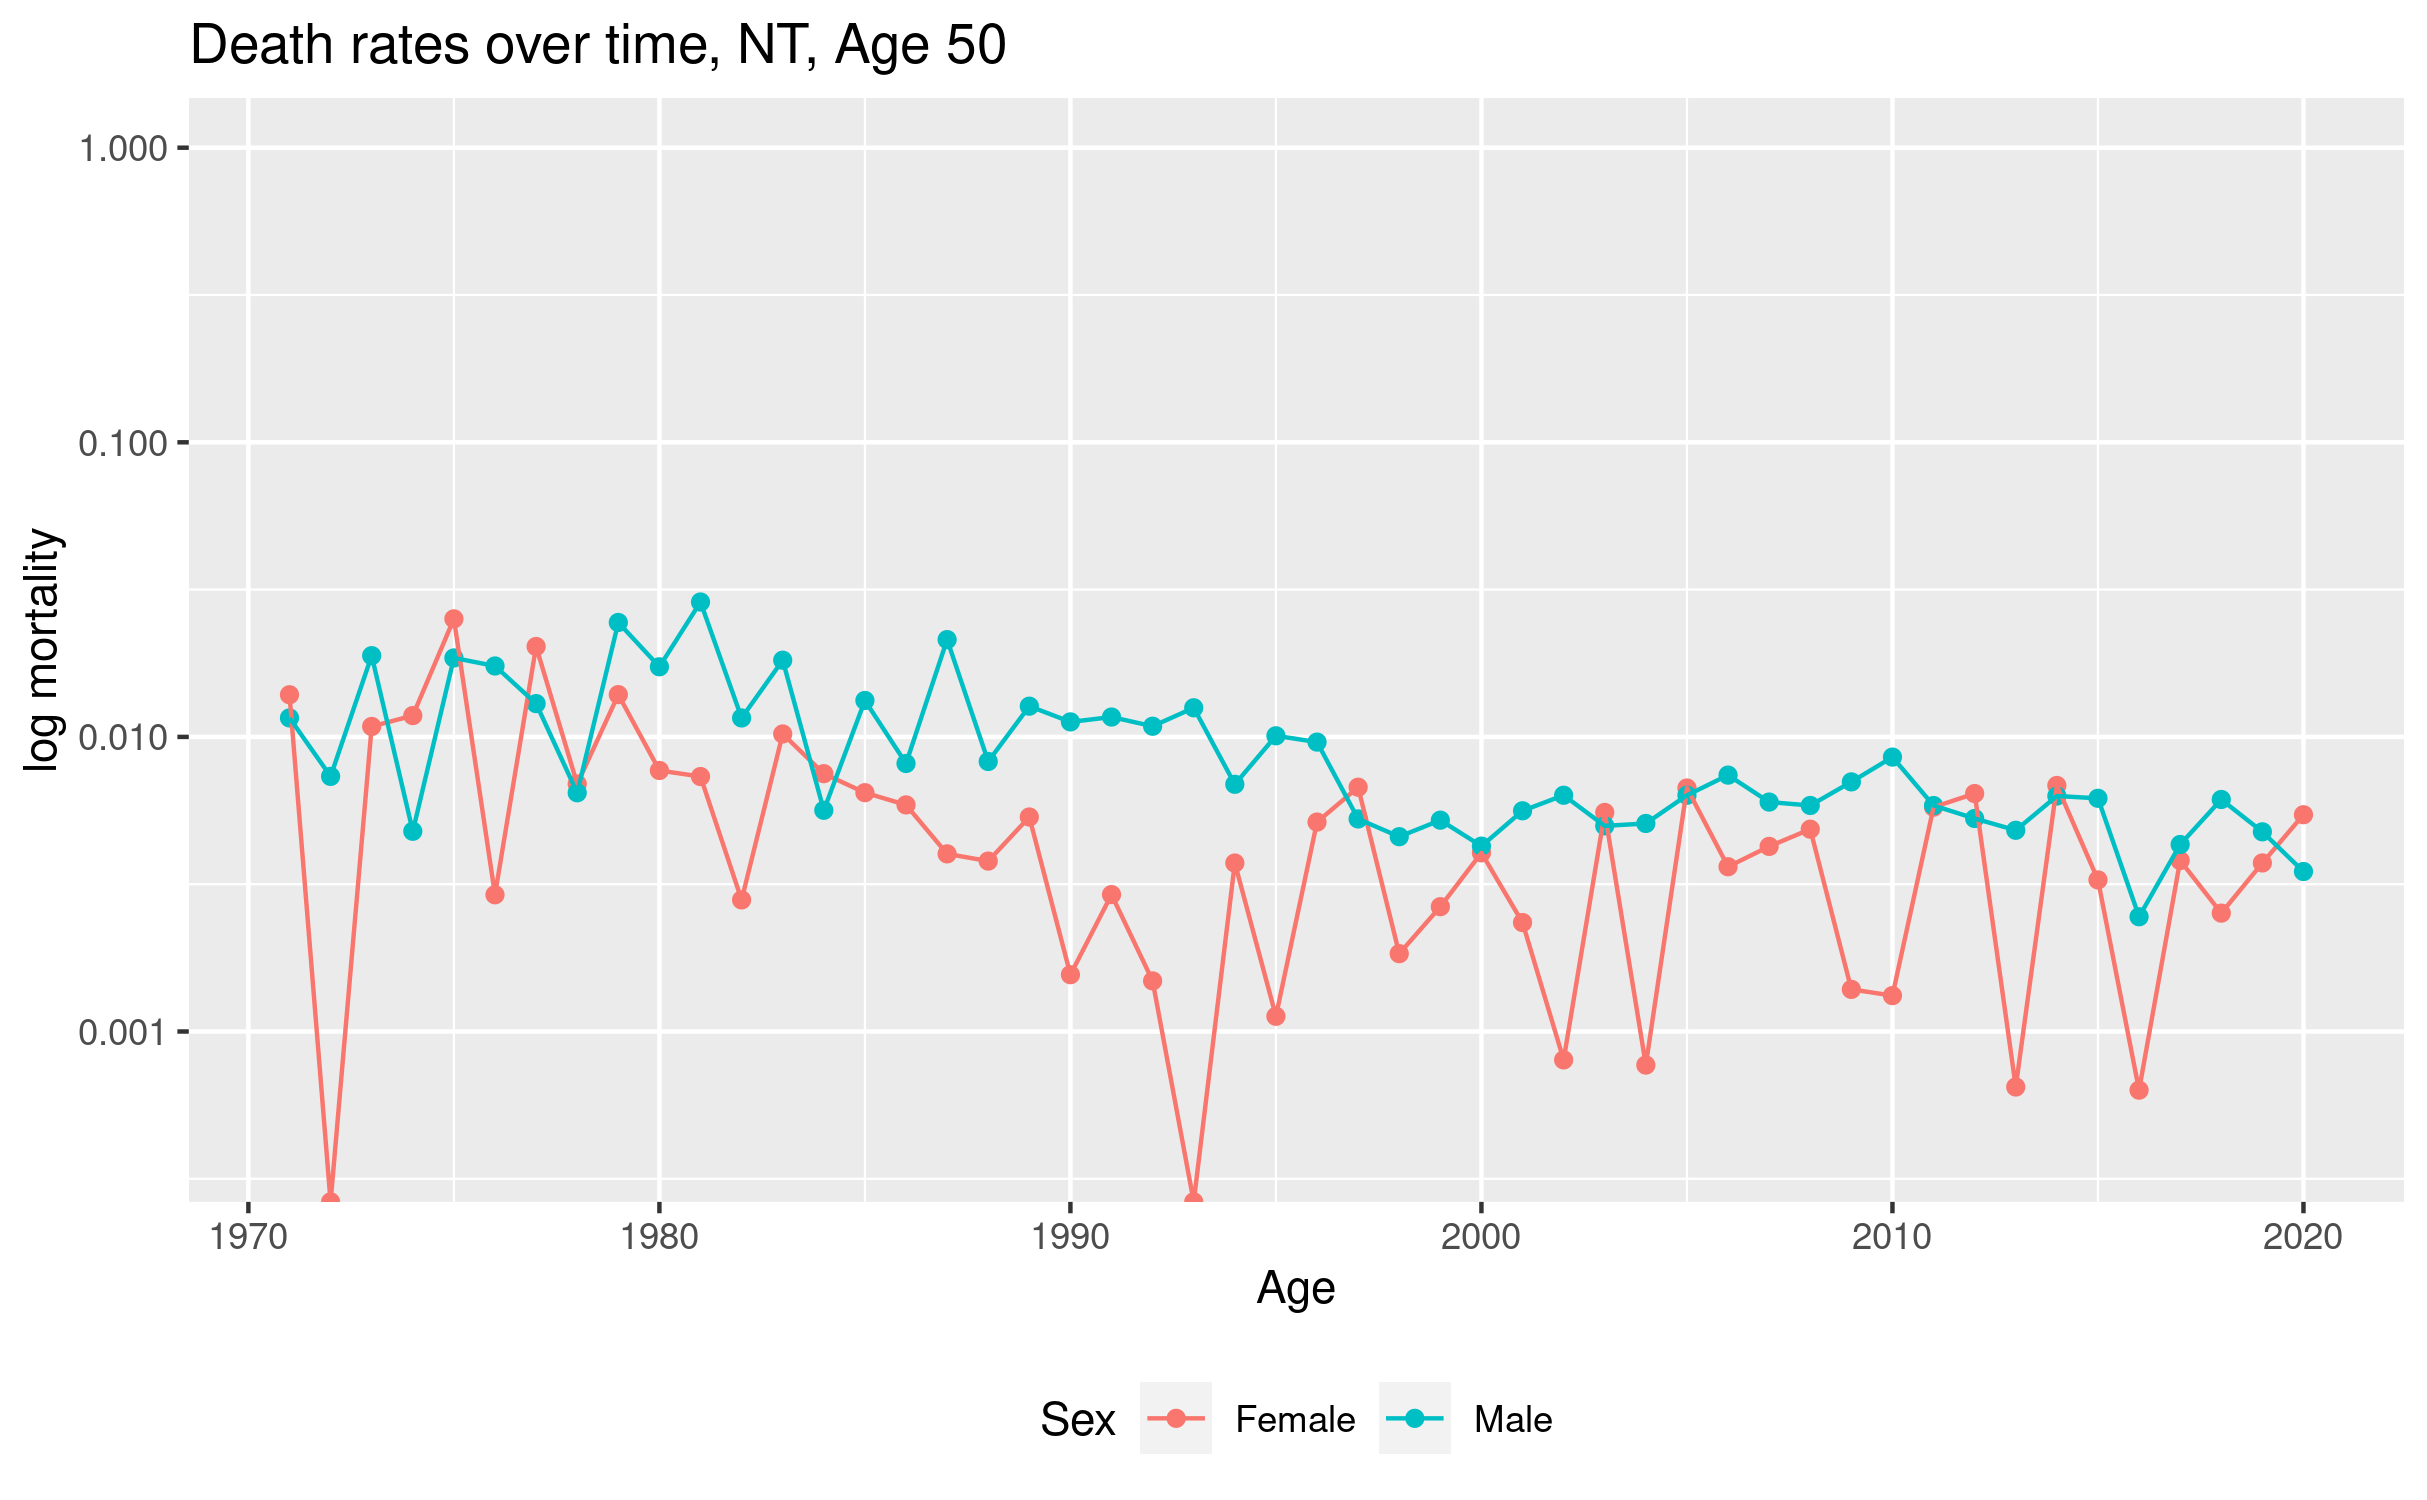 Death rates over time, NT, Age 50
1.000
0.100
0.010
0.001
log mortality
1970 1980 1990 2000 2010 2020
Age
Sex Female Male